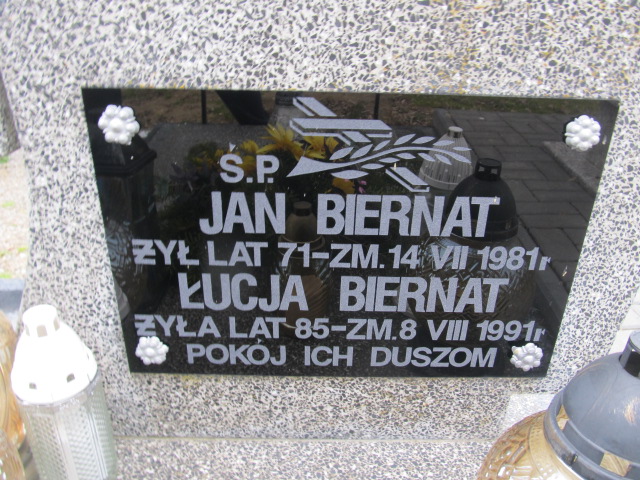 Ś.P.
JAN BIERNAT
ŻYŁ LAT 71-ZM. 14 VII 1981r
ŁUCJA BIERNAT
ŻYŁA LAT 85-ZM. 8 VIII 1991r
POKÓJ ICH DUSZOM